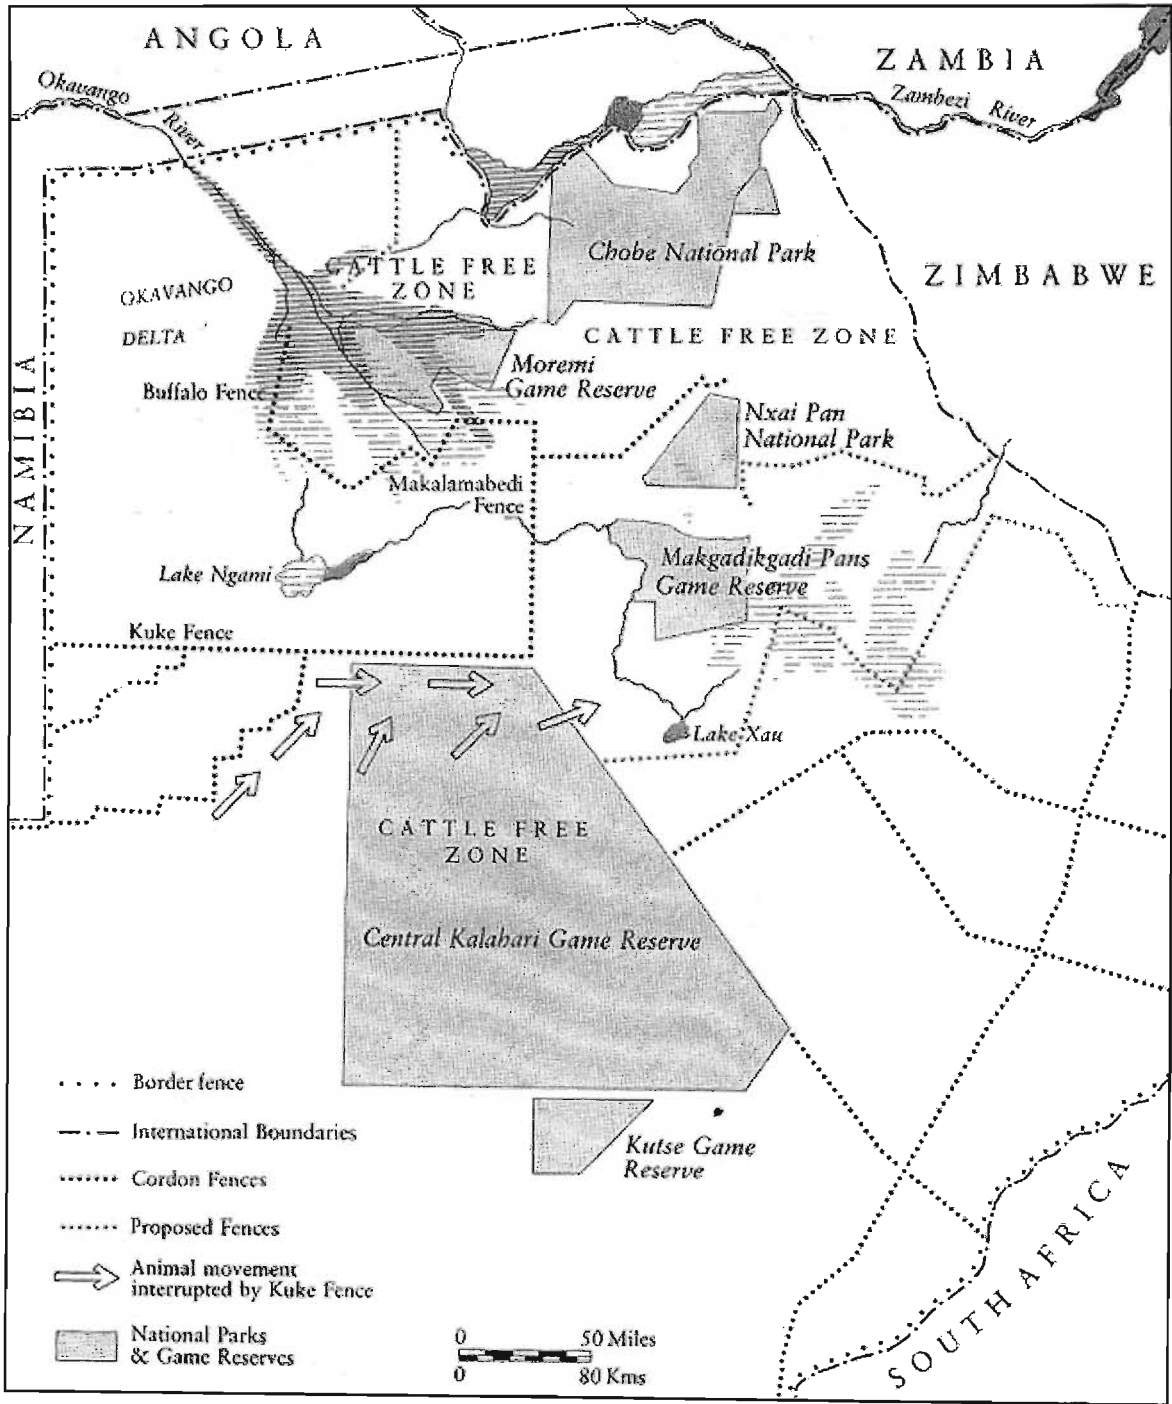 ANGOLA
ZAMBIA
Okavango
River
Zambezi River
Chobe National Park
CATTLE FREE
ZONE
ZIMBABWE
OKAVANGO
DELTA
CATTLE FREE ZONE
NAMIBIA
Moremi
Game Reserve
Buffalo Fence
Nxai Pan
National Park
Makalamabedi
Fence
Makgadikgadi Pans
Game Reserve
Lake Ngami
Kuke Fence
Lake Xau
CATTLE FREE
ZONE
Central Kalahari Game Reserve
Kutse Game
Reserve
SOUTH AFRICA
Border fence
International Boundaries
Cordon Fences
Proposed Fences
Animal movement
interrupted by Kuke Fence
National Parks
& Game Reserves
0 50 Miles
0 80 Kms